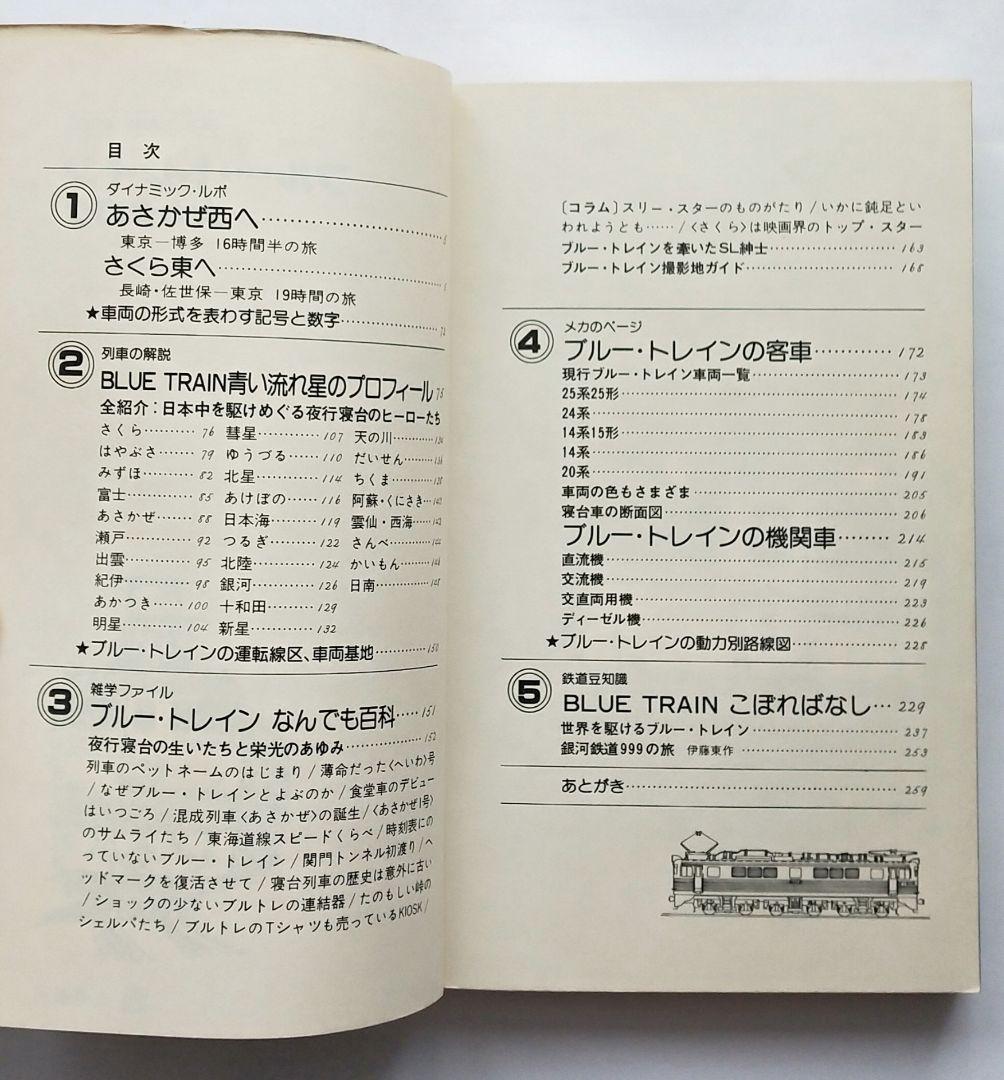 目次
1
ダイナミック・ルポ
あさかぜ西へ
東京―博多 16時間半の旅
さくら東へ
長崎・佐世保―東京 19時間の旅
★車両の形式を表わす記号と数字
2
列車の解説
BLUE TRAIN青い流れ星のプロフィール 75
全紹介:日本中を駆けめぐる夜行寝台のヒーローたち
さくら………76 彗星………107 天の川………
はやぶさ………79 ゆうづる………110 だいせん………
みずほ………82 北星………114 ちくま………
富士………85 あけぼの………116 阿蘇・くにさき…
あさかぜ………88 日本海………119 雲仙・西海…
瀬戸………92 つるぎ………122 さんべ………
出雲………95 北陸………124 かいもん………
紀伊………98 銀河………126 日南………
あかつき……100 十和田………129
明星………104 新星………132
★ブルー・トレインの運転線区、車両基地………150
3
雑学ファイル
ブルー・トレイン なんでも百科……151
夜行寝台の生いたちと栄光のあゆみ………152
列車のペットネームのはじまり/薄命だった〈へいわ〉号
/なぜブルー・トレインとよぶのか/食堂車のデビュー
はいつごろ/混成列車〈あさかぜ〉の誕生/〈あさかぜ1号〉
のサムライたち/東海道線スピードくらべ/時刻表にの
っていないブルー・トレイン/関門トンネル初渡り/ヘ
ッドマークを復活させて/寝台列車の歴史は意外に古い
/ショックの少ないブルトレの連結器/たのもしい峠の
シェルパたち/ブルトレのTシャツも売っているKIOSK/
〔コラム〕スリー・スターのものがたり/いかに鈍足とい
われようとも……/〈さくら〉は映画界のトップ・スター
ブルー・トレインを牽いたSL紳士………163
ブルー・トレイン撮影地ガイド………168
4
メカのページ
ブルー・トレインの客車………172
現行ブルー・トレイン車両一覧………173
25系25形………174
24系………178
14系15形………183
14系………186
20系………191
車両の色もさまざま………205
寝台車の断面図………206
ブルー・トレインの機関車………214
直流機………215
交流機………219
交直両用機………223
ディーゼル機………226
★ブルー・トレインの動力別路線図………228
5
鉄道豆知識
BLUE TRAIN こぼればなし…229
世界を駆けるブルー・トレイン………237
銀河鉄道999の旅 伊藤東作………253
あとがき………259